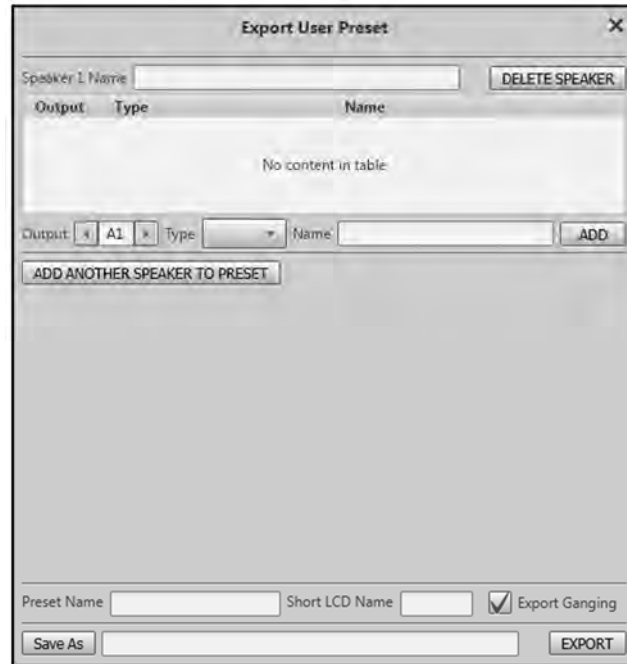 Export User Preset
Speaker 1 Name DELETE SPEAKER
Output Type Name
No content in table
Output A1 Type Name ADD
ADD ANOTHER SPEAKER TO PRESET
Preset Name Short LCD Name Export Ganging
Save As EXPORT